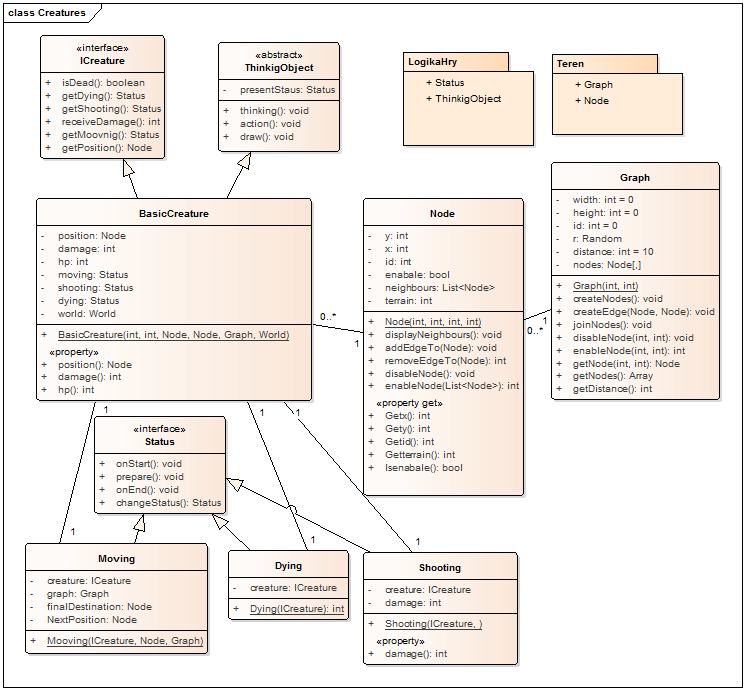 class Creatures
«interface»
ICreature
+ isDead(): boolean
+ getDying(): Status
+ getShooting(): Status
+ receiveDamage(): int
+ getMoovnig(): Status
+ getPosition(): Node
«abstract»
ThinkigObject
- presentStaus: Status
+ thinking(): void
+ action(): void
+ draw(): void
LogikaHry
+ Status
+ ThinkigObject
Teren
+ Graph
+ Node
BasicCreature
- position: Node
- damage: int
- hp: int
- moving: Status
- shooting: Status
- dying: Status
- world: World
+ BasicCreature(int, int, Node, Node, Graph, World)
«property»
+ position(): Node
+ damage(): int
+ hp(): int
0..*
1
Node
- y: int
- x: int
- id: int
- enabale: bool
- neighbours: List<Node>
- terrain: int
+ Node(int, int, int, int)
+ displayNeighbours(): void
+ addEdgeTo(Node): void
+ removeEdgeTo(Node): int
+ disableNode(): void
+ enableNode(List<Node>): int
«property get»
+ Getx(): int
+ Gety(): int
+ Getid(): int
+ Getterrain(): int
+ Isenabale(): bool
1
0..*
Graph
- width: int = 0
- height: int = 0
- id: int = 0
- r: Random
- distance: int = 10
- nodes: Node[,]
+ Graph(int, int)
+ createNodes(): void
+ createEdge(Node, Node): void
+ joinNodes(): void
+ disableNode(int, int): void
+ enableNode(int, int): int
+ getNode(int, int): Node
+ getNodes(): Array
+ getDistance(): int
1
1
1
«interface»
Status
+ onStart(): void
+ prepare(): void
+ onEnd(): void
+ changeStatus(): Status
1
1
1
Moving
- creature: ICeature
- graph: Graph
- finalDestination: Node
- NextPosition: Node
+ Mooving(ICreature, Node, Graph)
Dying
- creature: ICreature
+ Dying(ICreature): int
Shooting
- creature: ICreature
- damage: int
+ Shooting(ICreature, )
«property»
+ damage(): int